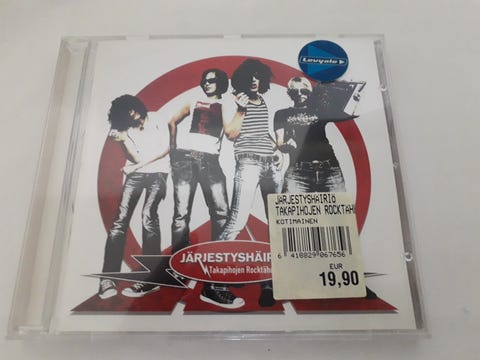 Levyale
JÄRJESTYSHÄIRIö
TAKAPIHOJEN ROCKTÄH
KOTIMAINEN
6 418829 067656
EUR
19,90
JÄRJESTYSHÄIR
Takapihojen Rocktäh